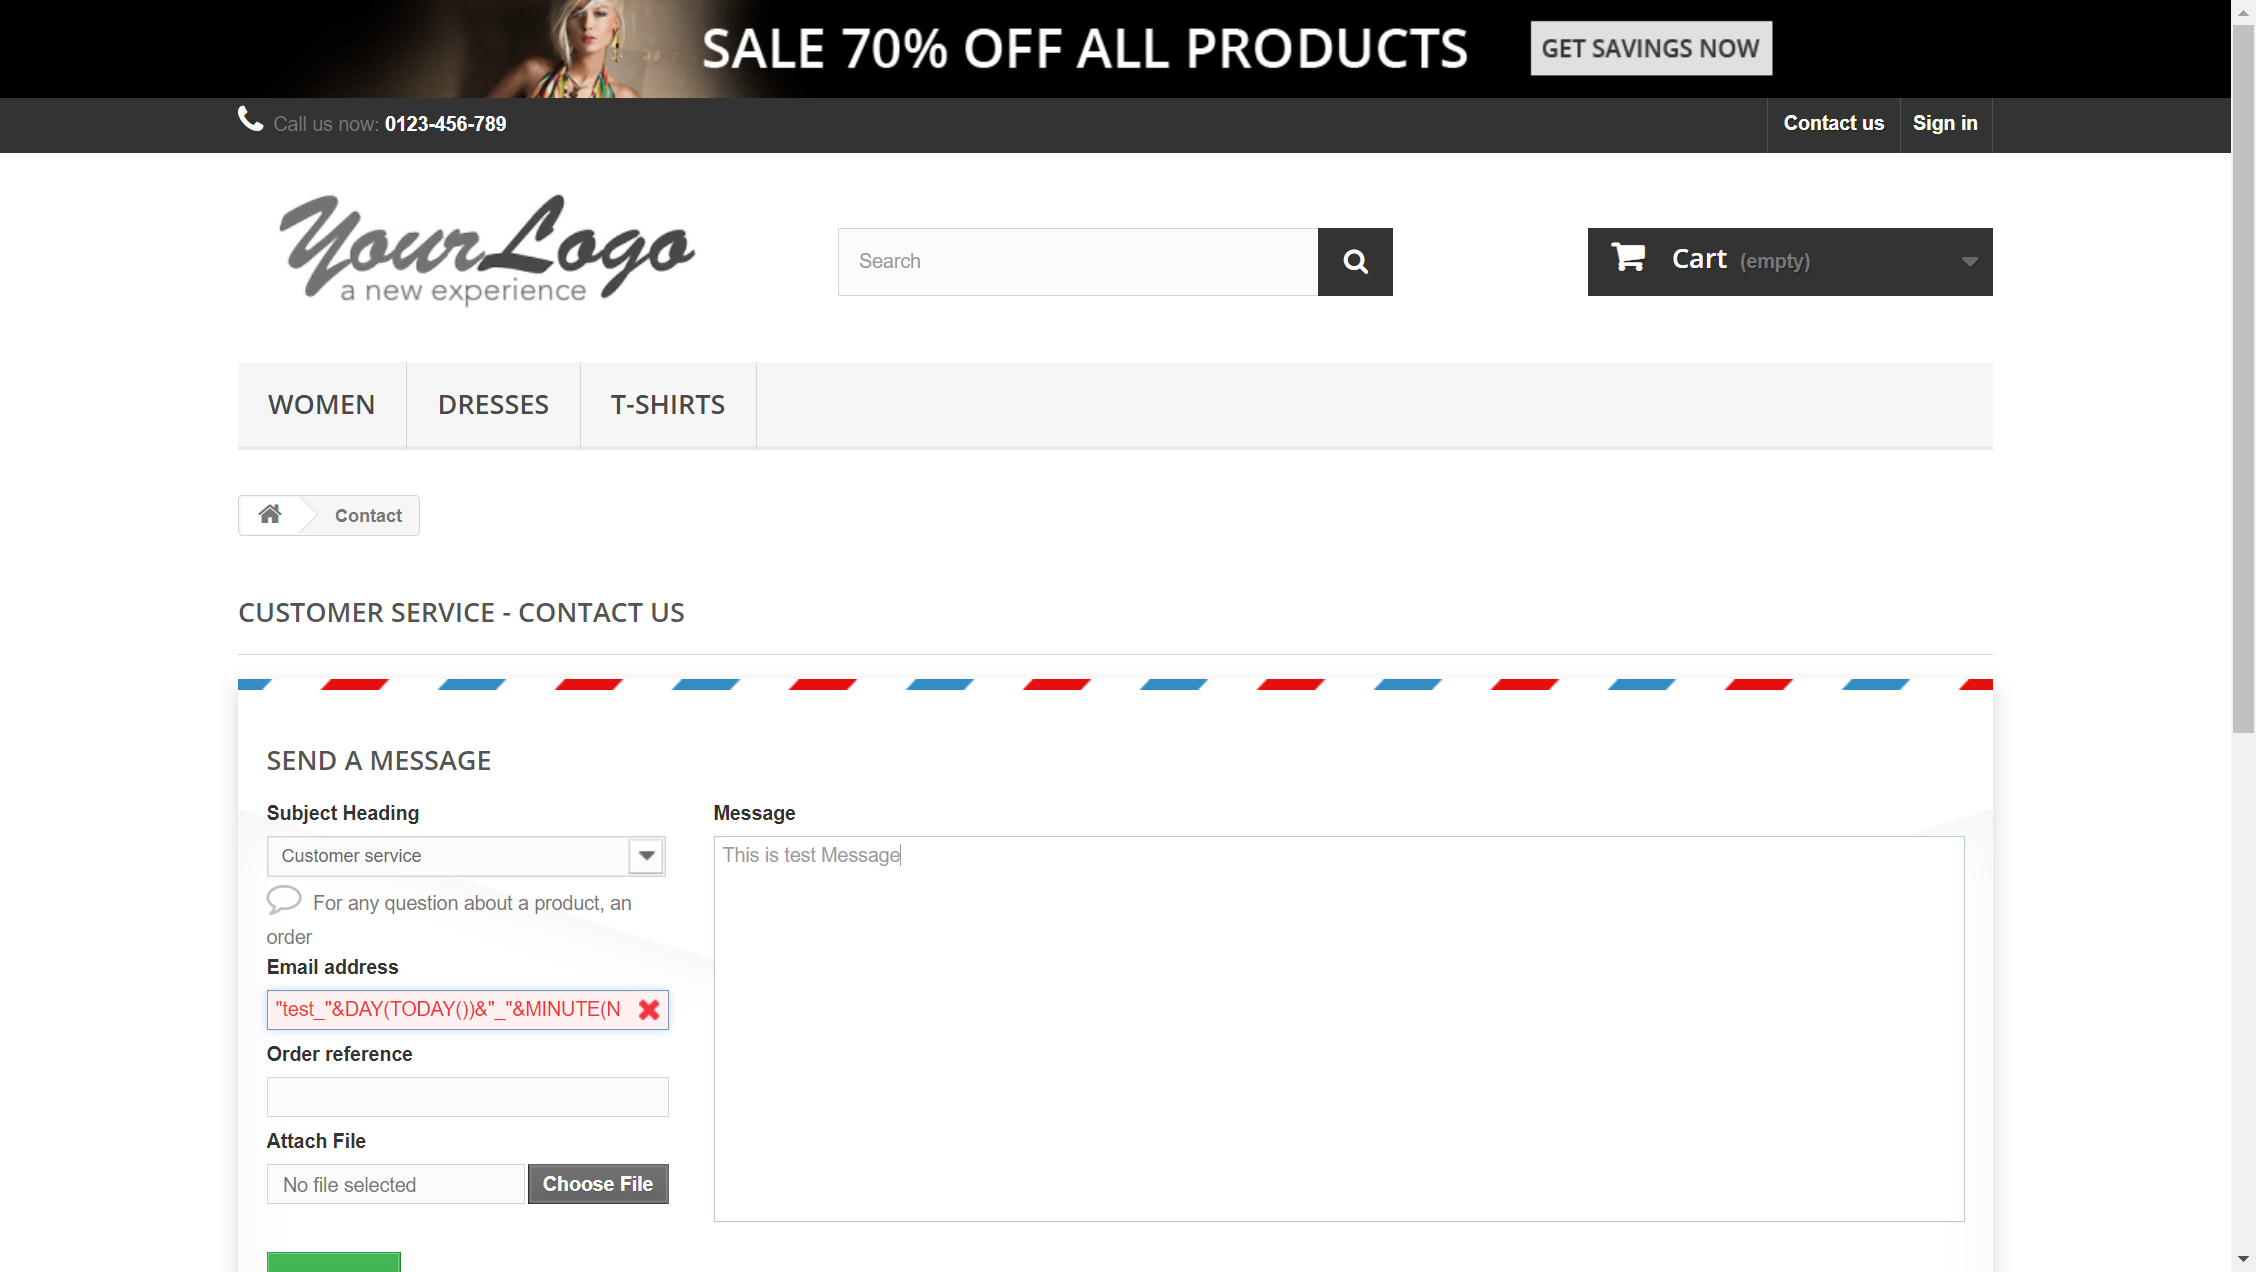 SALE 70% OFF ALL PRODUCTS GET SAVINGS NOW
Call us now: 0123-456-789 Contact us Sign in
YourLogo
a new experience
Search
Cart (empty)
WOMEN DRESSES T-SHIRTS
Contact
CUSTOMER SERVICE - CONTACT US
SEND A MESSAGE
Subject Heading
Customer service
For any question about a product, an
order
Email address
"test_"&DAY(TODAY())&"_"&MINUTE(N
Order reference
Attach File
No file selected Choose File
Message
This is test Message